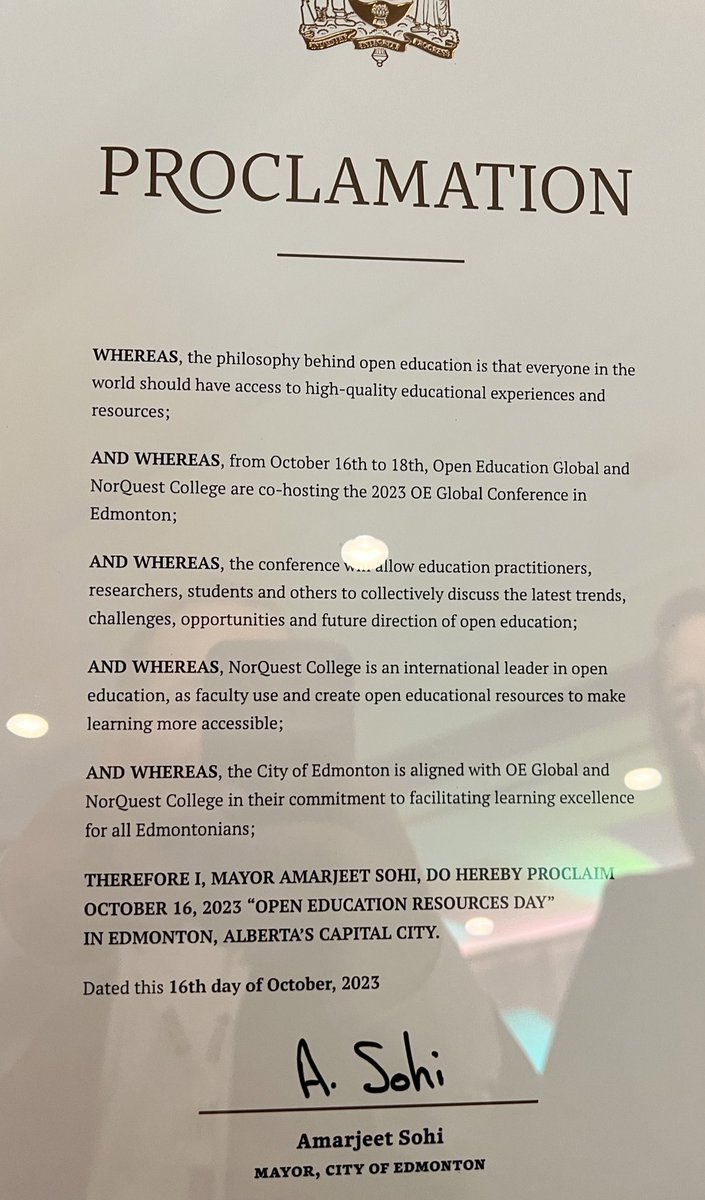 INDUSTRY INTEGRITY PROGRESS
PROCLAMATION
WHEREAS, the philosophy behind open education is that everyone in the
world should have access to high-quality educational experiences and
resources;
AND WHEREAS, from October 16th to 18th, Open Education Global and
NorQuest College are co-hosting the 2023 OE Global Conference in
Edmonton;
AND WHEREAS, the conference will allow education practitioners,
researchers, students and others to collectively discuss the latest trends,
challenges, opportunities and future direction of open education;
AND WHEREAS, NorQuest College is an international leader in open
education, as faculty use and create open educational resources to make
learning more accessible;
AND WHEREAS, the City of Edmonton is aligned with OE Global and
NorQuest College in their commitment to facilitating learning excellence
for all Edmontonians;
THEREFORE I, MAYOR AMARJEET SOHI, DO HEREBY PROCLAIM
OCTOBER 16, 2023 “OPEN EDUCATION RESOURCES DAY”
IN EDMONTON, ALBERTA’S CAPITAL CITY.
Dated this 16th day of October, 2023
A. Sohi
Amarjeet Sohi
MAYOR, CITY OF EDMONTON